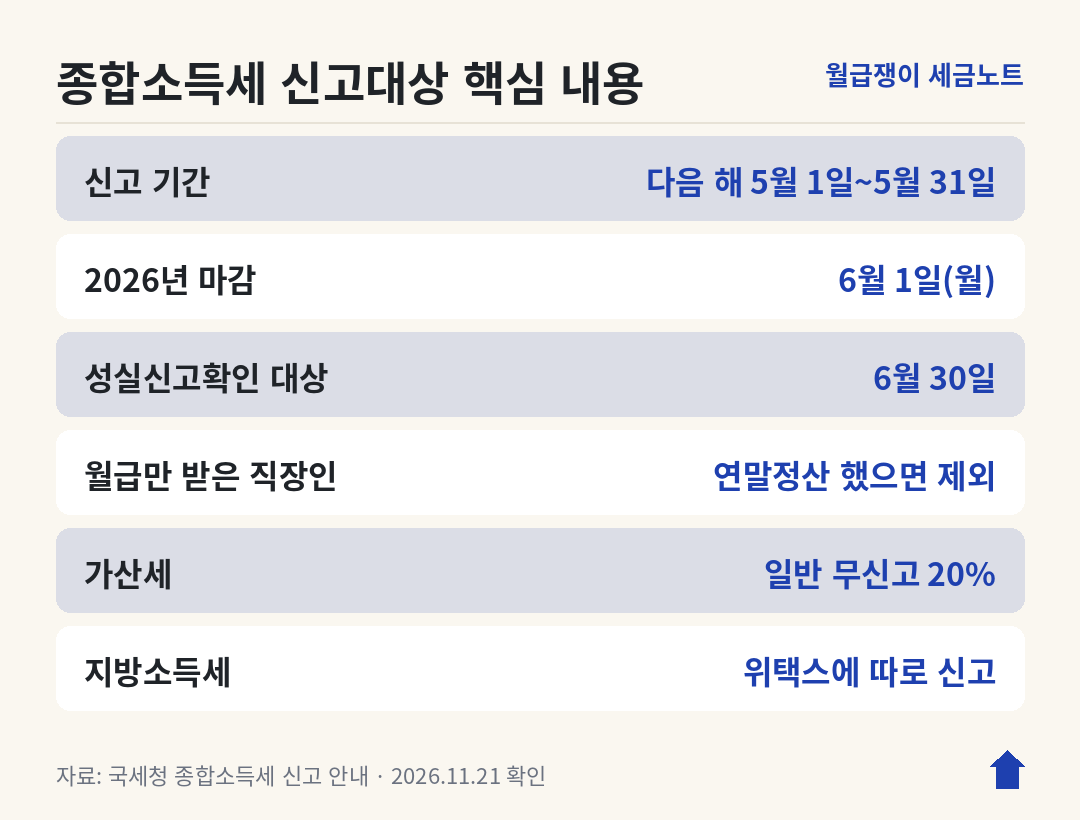 종합소득세 신고대상 핵심 내용
월급쟁이 세금노트
신고 기간 다음 해 5월 1일~5월 31일
2026년 마감 6월 1일(월)
성실신고확인 대상 6월 30일
월급만 받은 직장인 연말정산 했으면 제외
가산세 일반 무신고 20%
지방소득세 위택스에 따로 신고
자료: 국세청 종합소득세 신고 안내 · 2026.11.21 확인